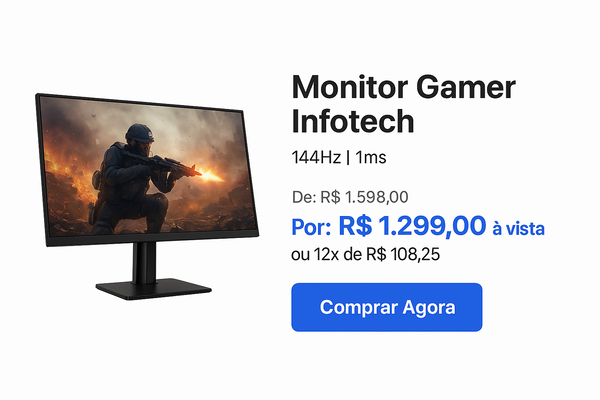 Monitor Gamer
Infotech
144Hz | 1ms
De: R$ 1.598,00
Por: R$ 1.299,00 à vista
ou 12x de R$ 108,25
Comprar Agora